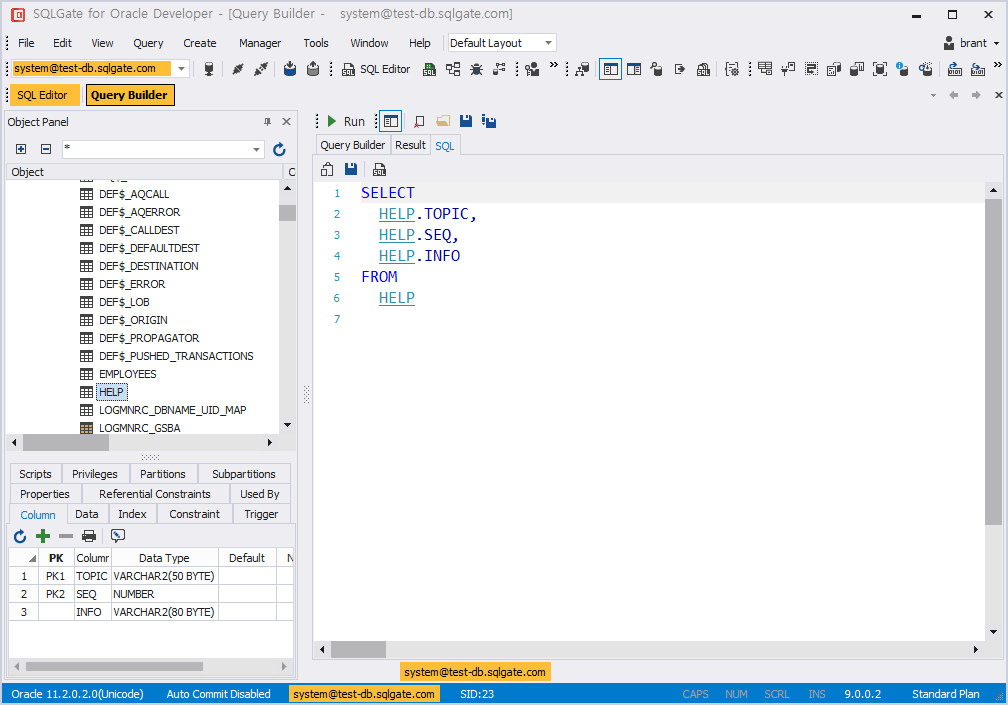 SQLGate for Oracle Developer - [Query Builder -    system@test-db.sqlgate.com]
File Edit View Query Create Manager Tools Window Help Default Layout brant
system@test-db.sqlgate.com SQL Editor
SQL Editor Query Builder
Object Panel
*
Object
DEF$_AQCALL
DEF$_AQERROR
DEF$_CALLDEST
DEF$_DEFAULTDEST
DEF$_DESTINATION
DEF$_ERROR
DEF$_LOB
DEF$_ORIGIN
DEF$_PROPAGATOR
DEF$_PUSHED_TRANSACTIONS
EMPLOYEES
HELP
LOGMNRC_DBNAME_UID_MAP
LOGMNRC_GSBA
Scripts Privileges Partitions Subpartitions
Properties Referential Constraints Used By
Column Data Index Constraint Trigger
PK Column Data Type Default
1 PK1 TOPIC VARCHAR2(50 BYTE)
2 PK2 SEQ NUMBER
3 INFO VARCHAR2(80 BYTE)
Run
Query Builder Result SQL
1 SELECT
2 HELP.TOPIC,
3 HELP.SEQ,
4 HELP.INFO
5 FROM
6 HELP
7
system@test-db.sqlgate.com
Oracle 11.2.0.2.0(Unicode) Auto Commit Disabled system@test-db.sqlgate.com SID:23 CAPS NUM SCRL INS 9.0.0.2 Standard Plan